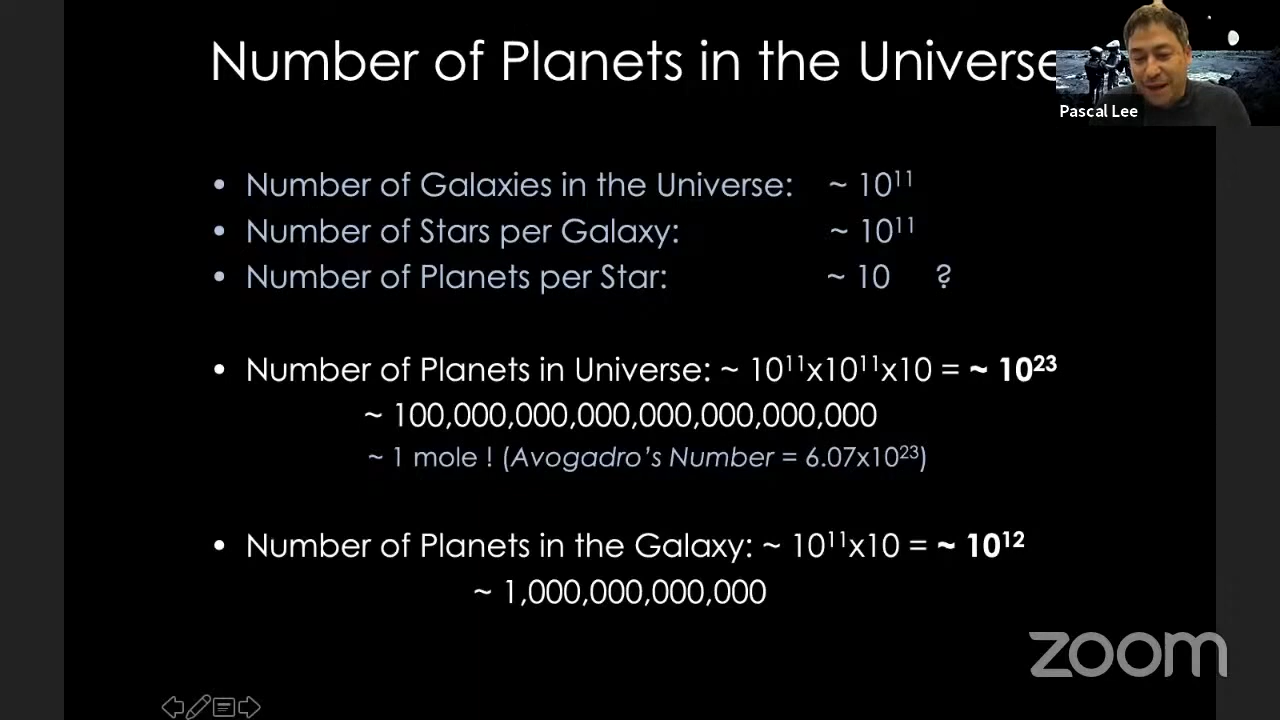 Number of Planets in the Universe
Pascal Lee
• Number of Galaxies in the Universe: ~ 10¹¹
• Number of Stars per Galaxy: ~ 10¹¹
• Number of Planets per Star: ~ 10 ?
• Number of Planets in Universe: ~ 10¹¹x10¹¹x10 = ~ 10²³
~ 100,000,000,000,000,000,000,000
~ 1 mole ! (Avogadro’s Number = 6.07x10²³)
• Number of Planets in the Galaxy: ~ 10¹¹x10 = ~ 10¹²
~ 1,000,000,000,000
zoom